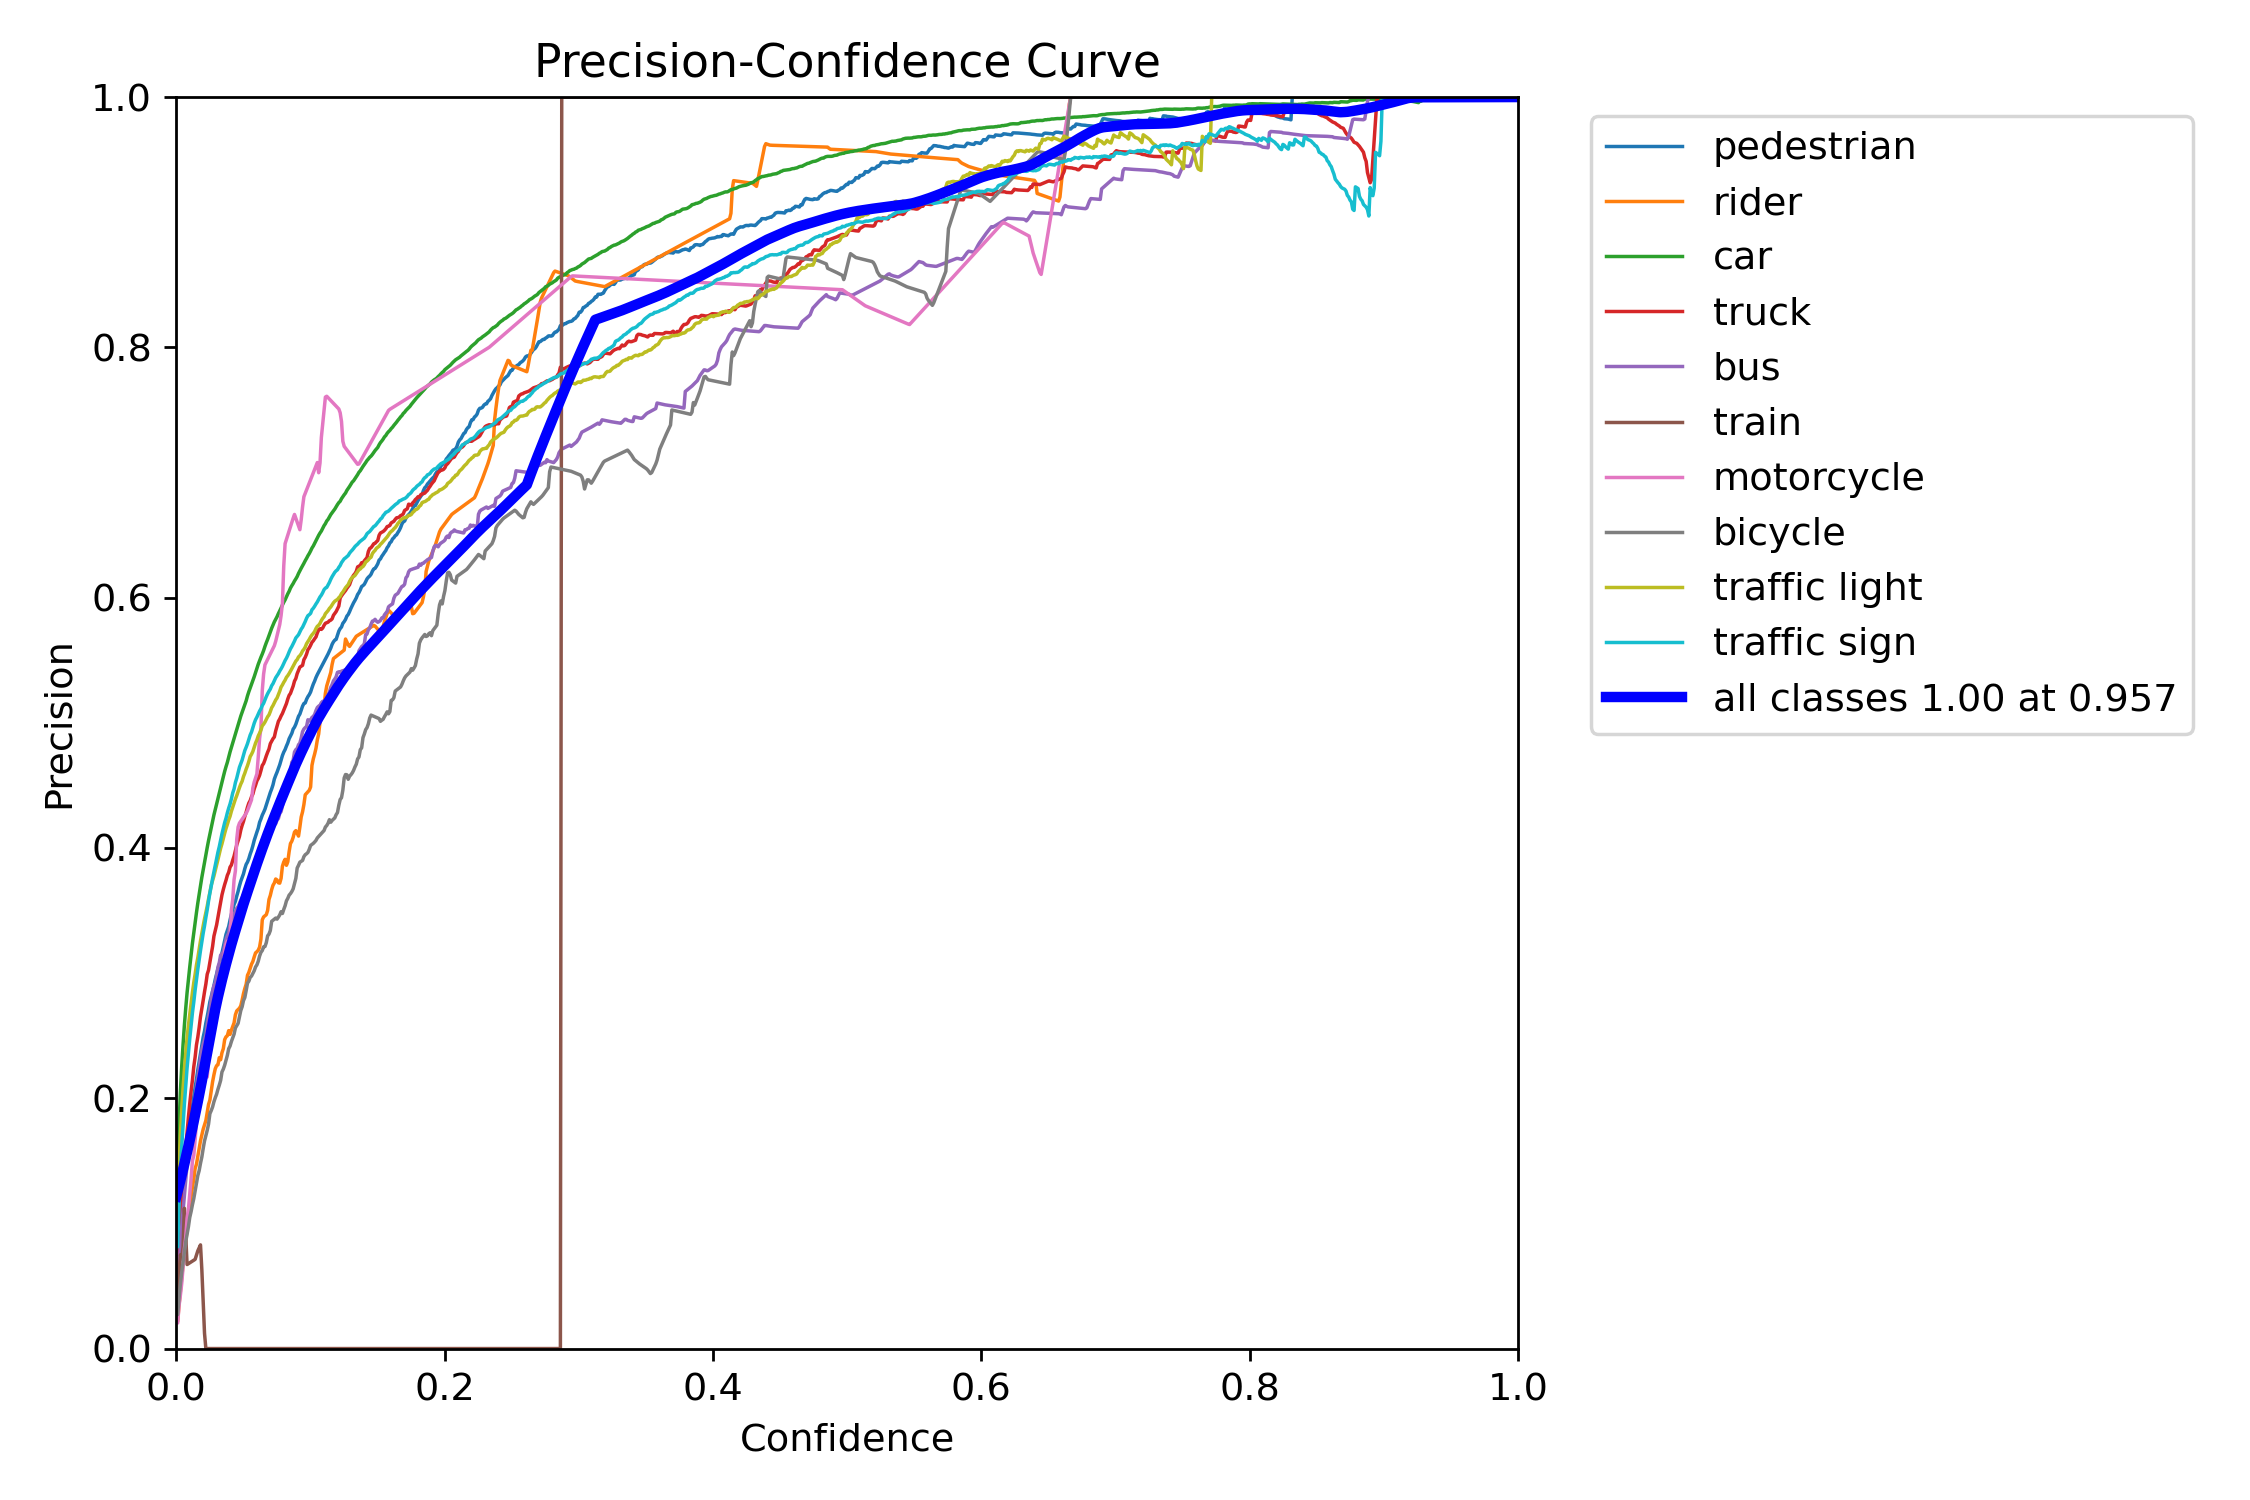 Precision-Confidence Curve
1.0
0.8
0.6
0.4
0.2
0.0
Precision
0.0 0.2 0.4 0.6 0.8 1.0
Confidence
pedestrian
rider
car
truck
bus
train
motorcycle
bicycle
traffic light
traffic sign
all classes 1.00 at 0.957